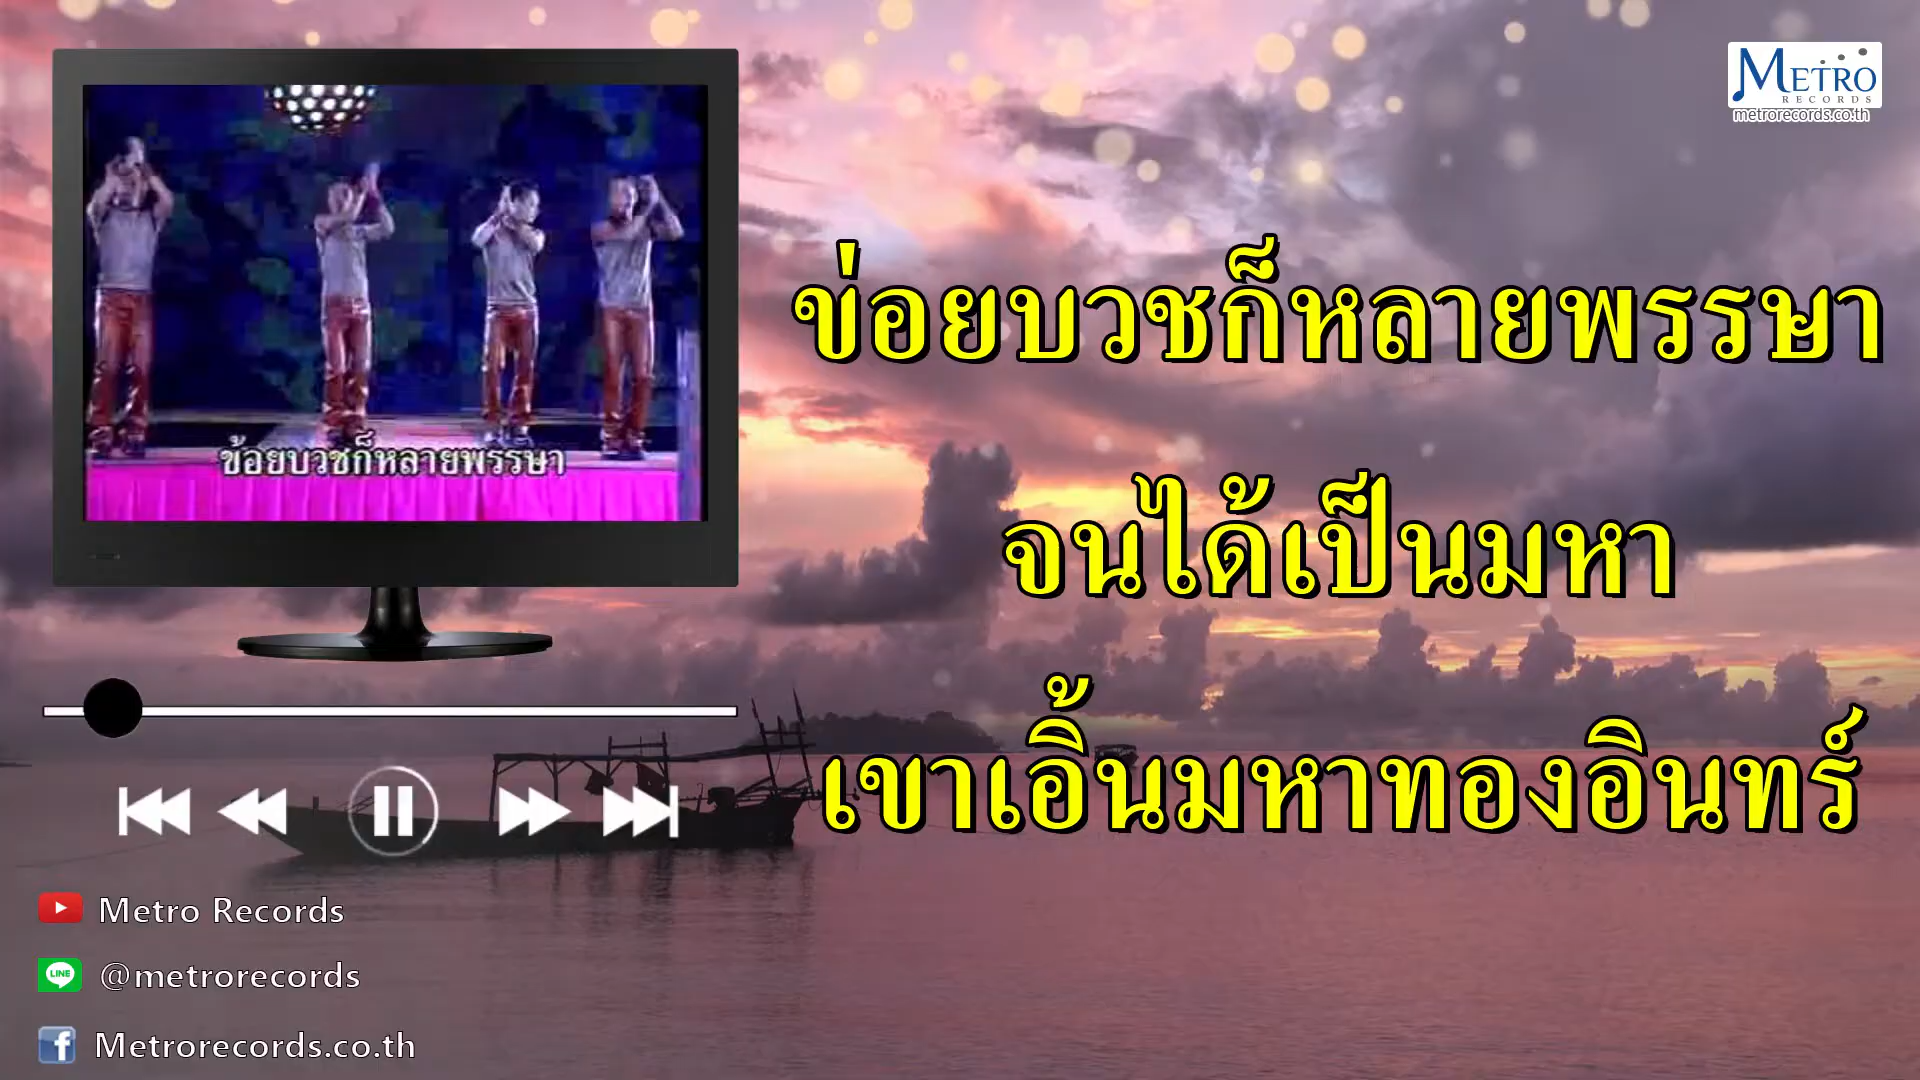 METRO
RECORDS
metrorecords.co.th
ข้อยบวชก็หลายพรรษา
ข่อยบวชก็หลายพรรษา
จนได้เป็นมหา
เขาเอิ้นมหาทองอินทร์
Metro Records
LINE
@metrorecords
f
Metrorecords.co.th